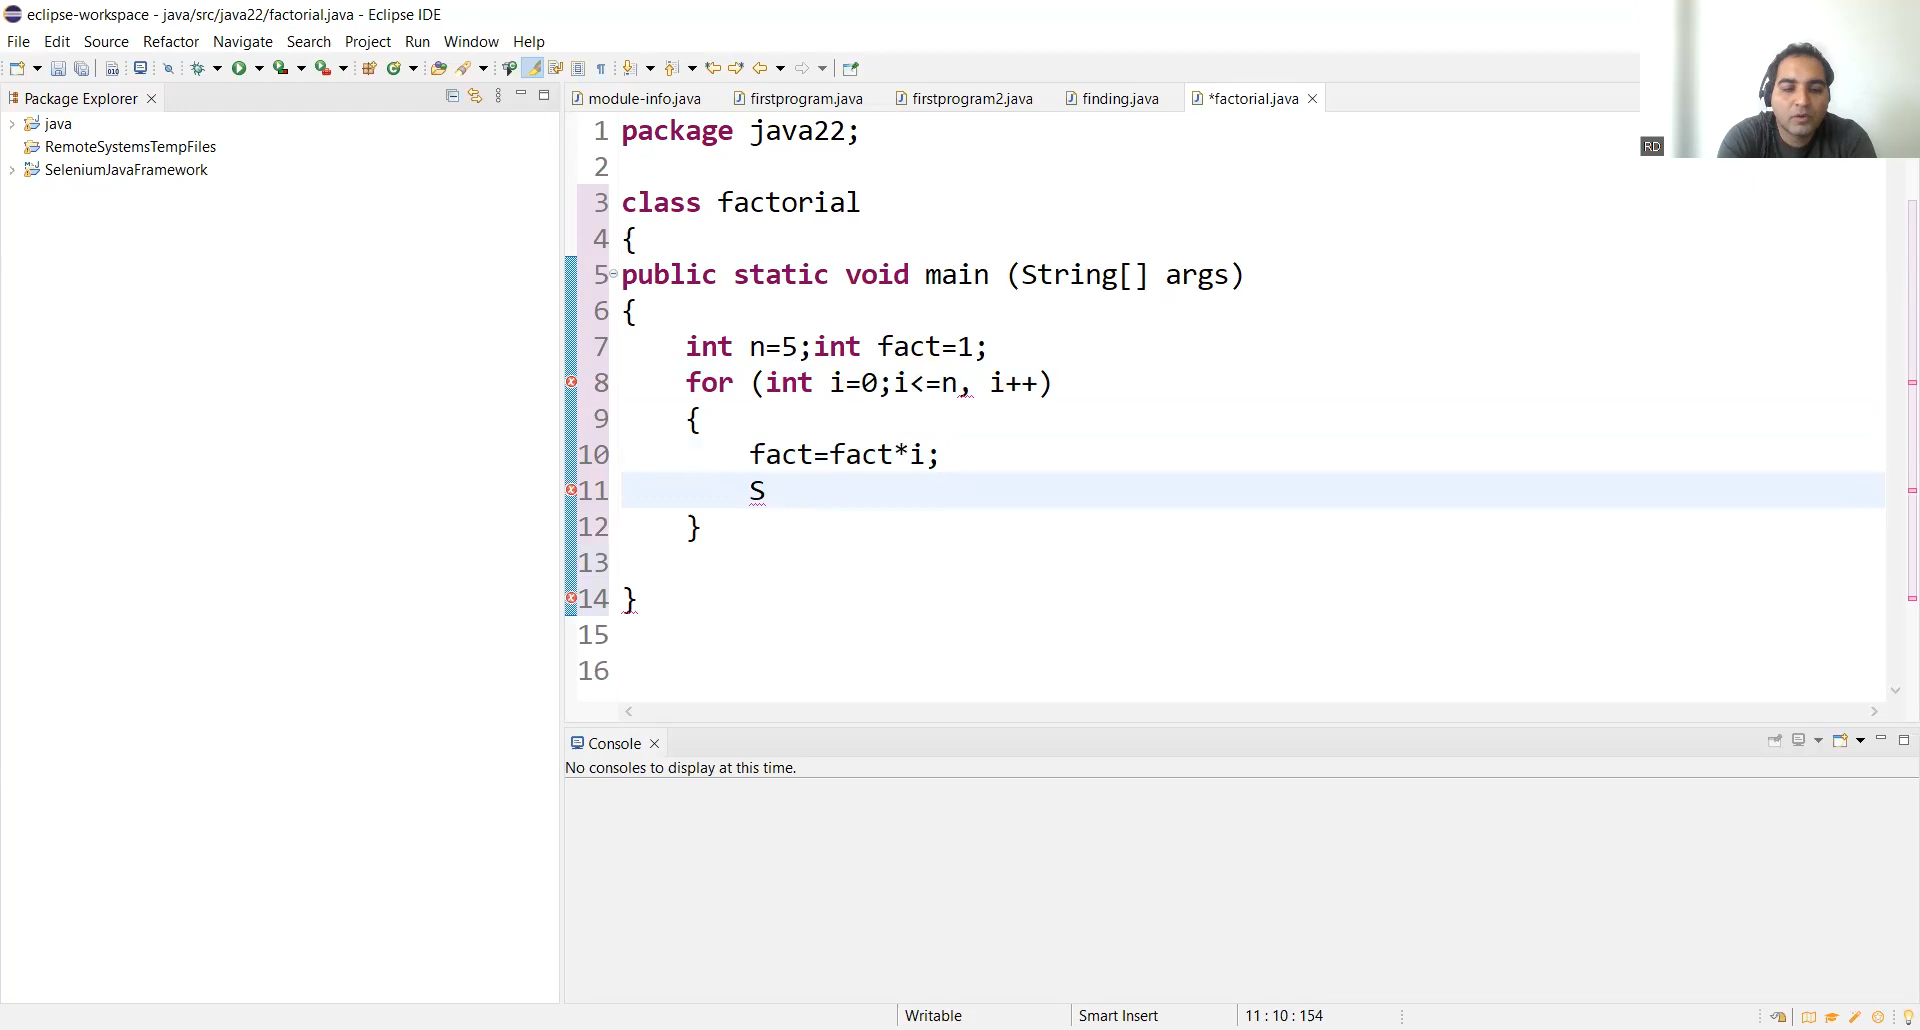 eclipse-workspace - java/src/java22/factorial.java - Eclipse IDE
File Edit Source Refactor Navigate Search Project Run Window Help
Package Explorer
java
RemoteSystemsTempFiles
SeleniumJavaFramework
module-info.java firstprogram.java firstprogram2.java finding.java *factorial.java
RD
1 package java22;
2
3 class factorial
4 {
5 public static void main (String[] args)
6 {
7 int n=5;int fact=1;
8 for (int i=0;i<=n, i++)
9 {
10 fact=fact*i;
11 S
12 }
13
14 }
15
16
Console
No consoles to display at this time.
Writable Smart Insert 11 : 10 : 154